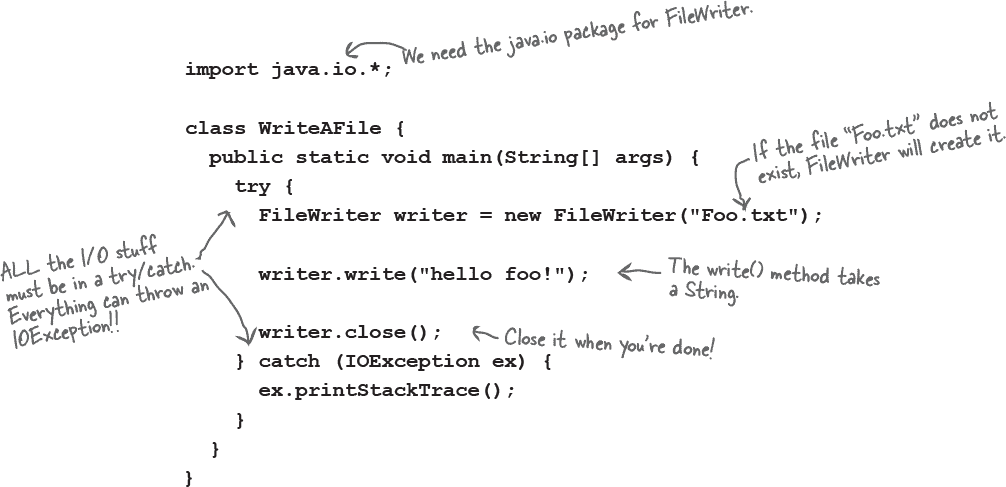 We need the java.io package for FileWriter.
import java.io.*;
class WriteAFile {
public static void main(String[] args) {
If the file “Foo.txt” does not
exist, FileWriter will create it.
try {
FileWriter writer = new FileWriter("Foo.txt");
ALL the I/O stuff
must be in a try/catch.
Everything can throw an
IOException!!
writer.write("hello foo!");
The write() method takes
a String.
writer.close();
Close it when you're done!
} catch (IOException ex) {
ex.printStackTrace();
}
}
}